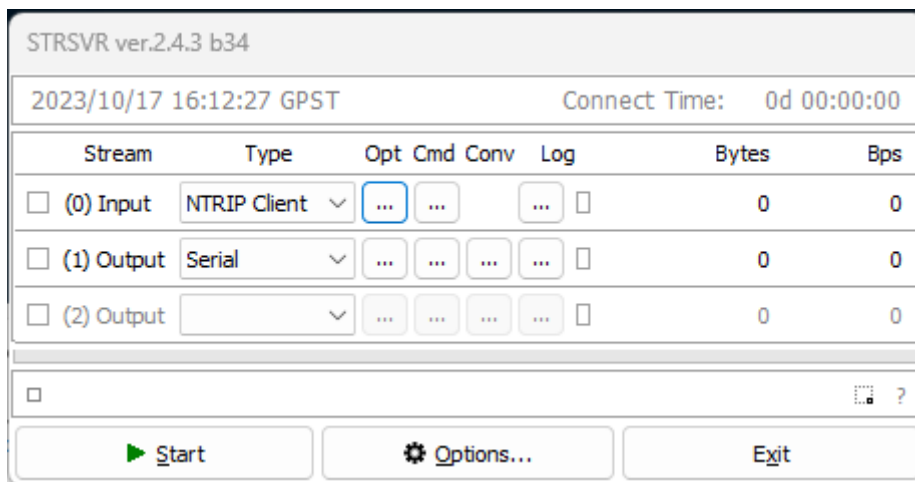 STRSVR ver.2.4.3 b34
2023/10/17 16:12:27 GPST Connect Time: 0d 00:00:00
Stream Type Opt Cmd Conv Log Bytes Bps
(0) Input NTRIP Client ... ... ... 0 0
(1) Output Serial ... ... ... ... 0 0
(2) Output ... ... ... ... 0 0
?
Start Options... Exit